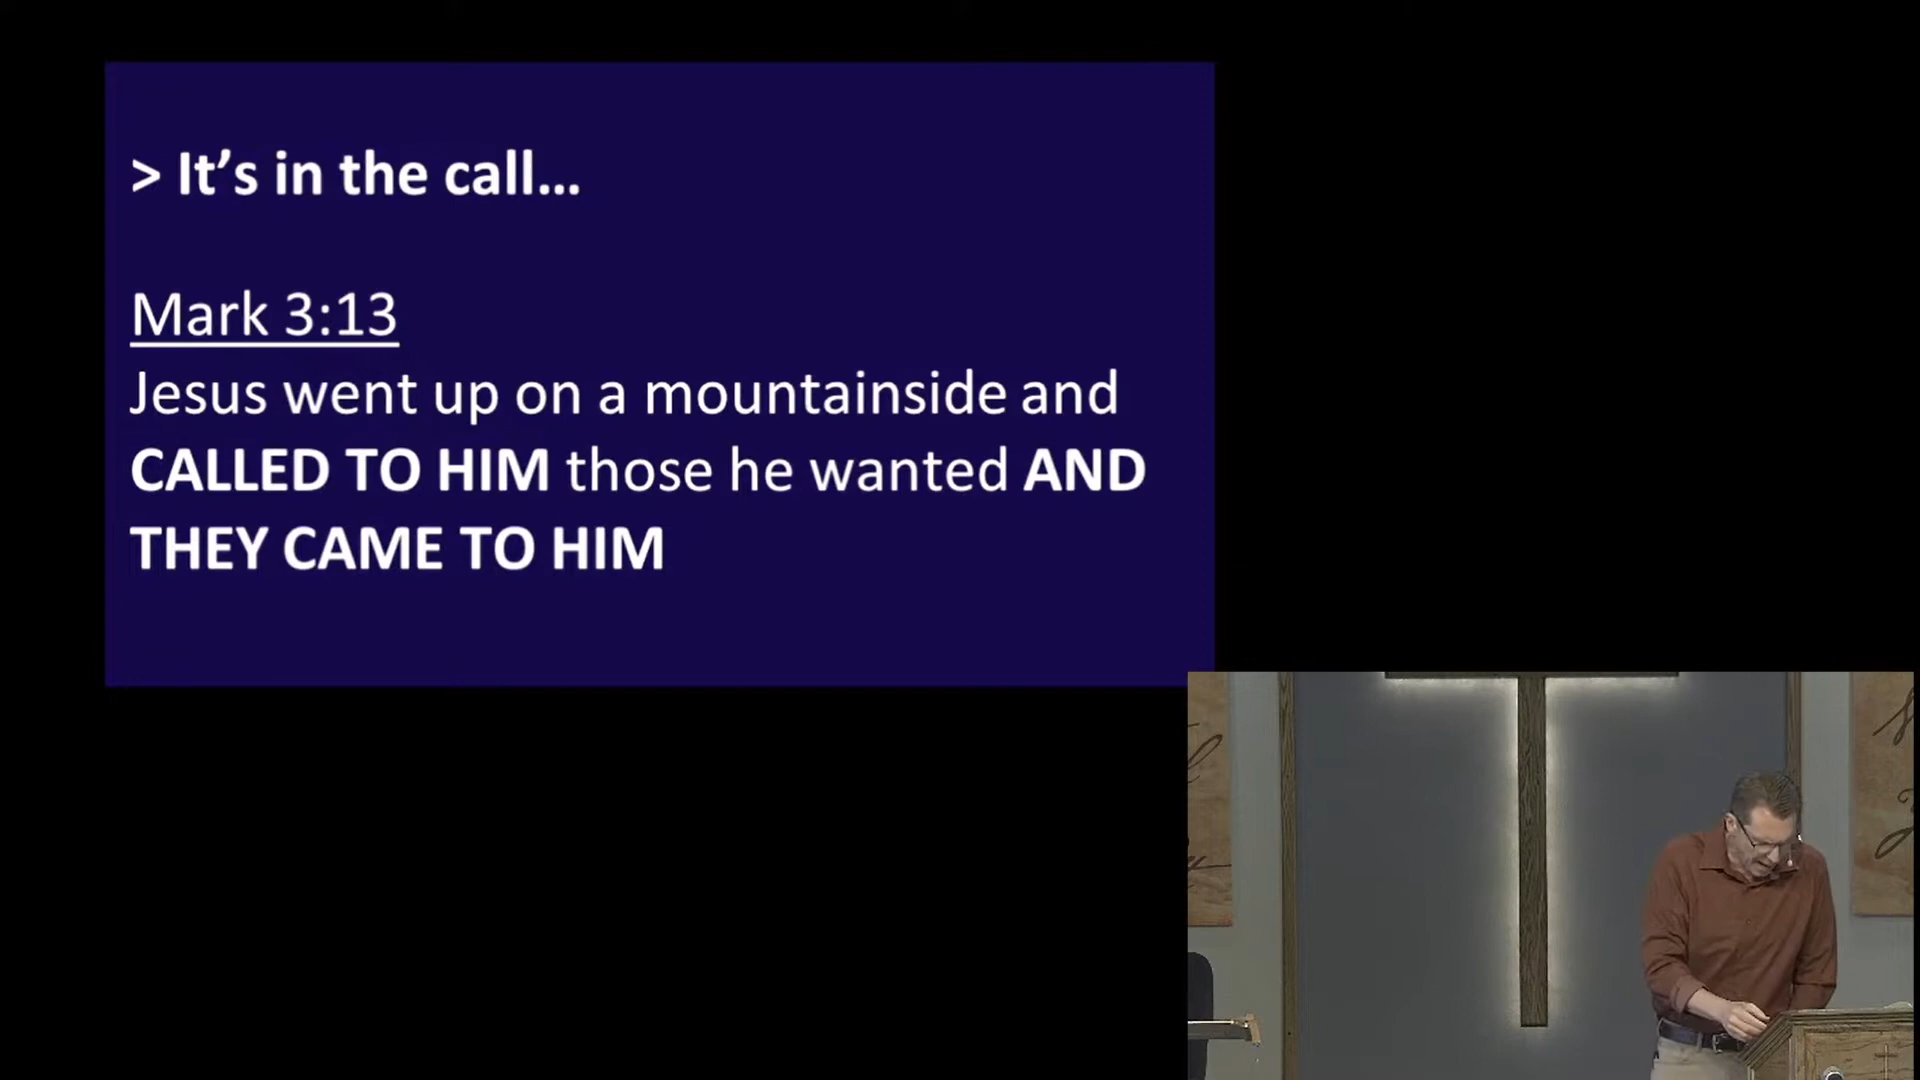 > It’s in the call...
Mark 3:13
Jesus went up on a mountainside and
CALLED TO HIM those he wanted AND
THEY CAME TO HIM